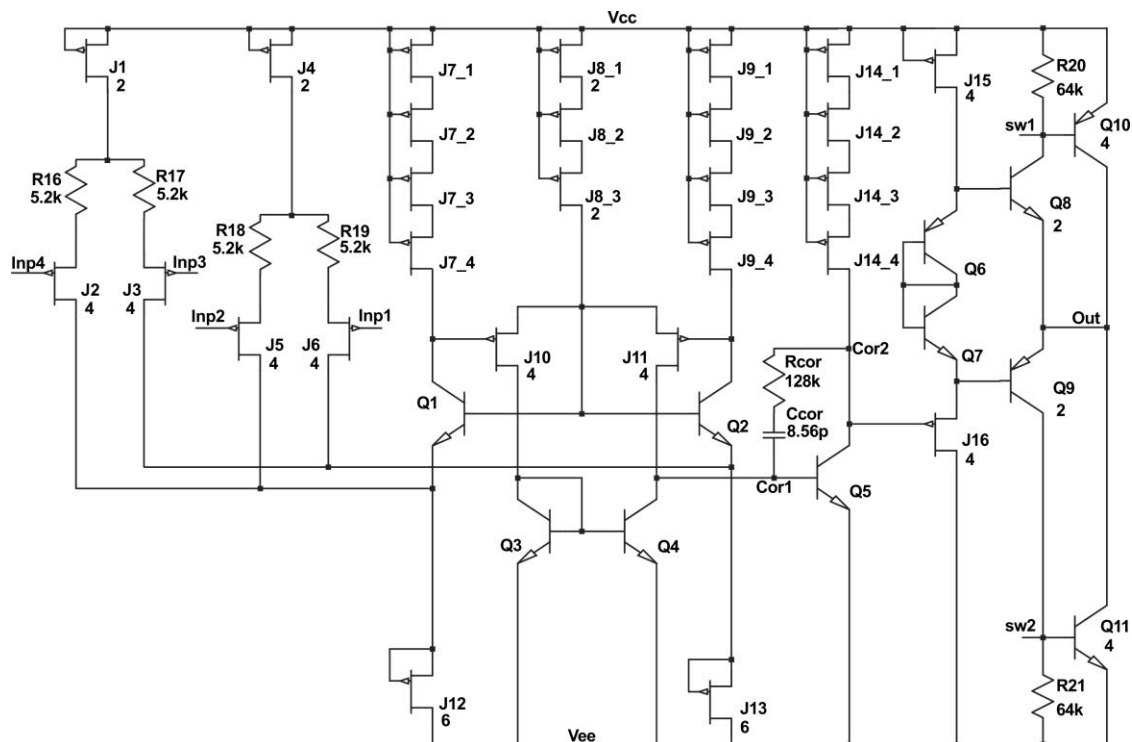 Vcc
J1
2
J4
2
J7_1
J8_1
2
J9_1
J14_1
J15
4
R20
64k
sw1
Q10
4
J7_2
J8_2
J9_2
J14_2
R16
5.2k
R17
5.2k
J7_3
J8_3
2
J9_3
J14_3
Q8
2
R18
5.2k
R19
5.2k
J7_4
J9_4
J14_4
Q6
Inp4
Inp3
J2
4
J3
4
Inp2
Inp1
J5
4
J6
4
J10
4
J11
4
Cor2
Rcor
128k
Q7
Out
Q1
Q2
Ccor
8.56p
Q9
2
J16
4
Cor1
Q5
Q3
Q4
sw2
Q11
4
J12
6
J13
6
R21
64k
Vee